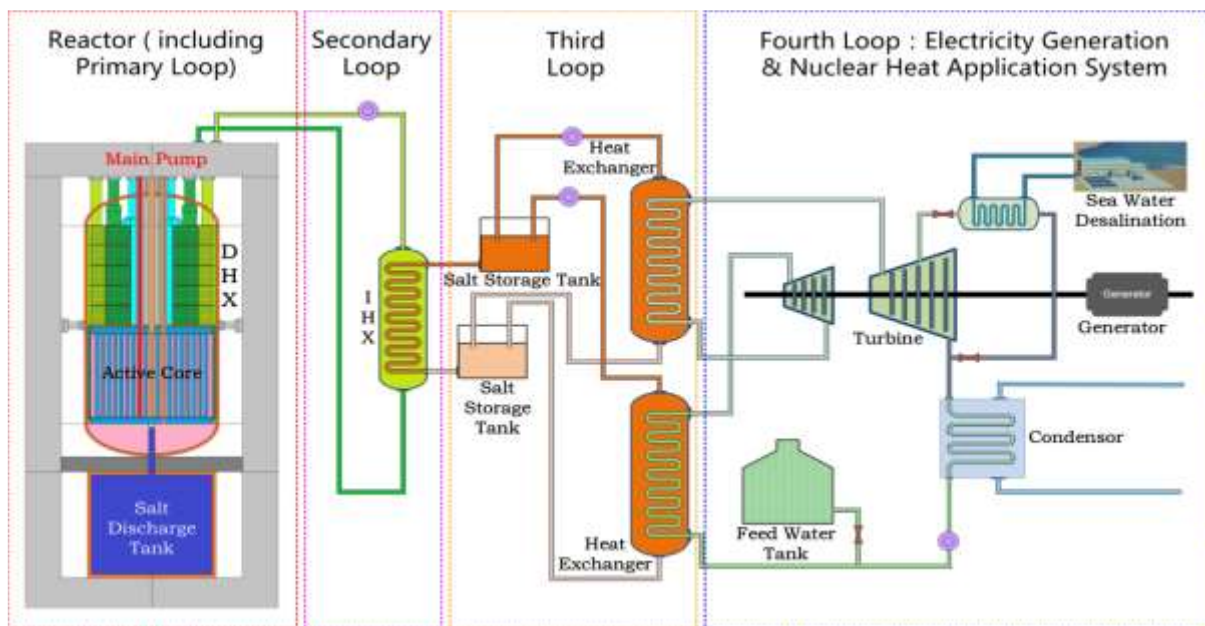 Reactor ( including
Primary Loop)
Secondary
Loop
Third
Loop
Fourth Loop : Electricity Generation
& Nuclear Heat Application System
Main Pump
D
H
X
Active Core
Salt
Discharge
Tank
I
H
X
Heat
Exchanger
Salt Storage Tank
Salt
Storage
Tank
Heat
Exchanger
Sea Water
Desalination
Generator
Generator
Turbine
Condensor
Feed Water
Tank